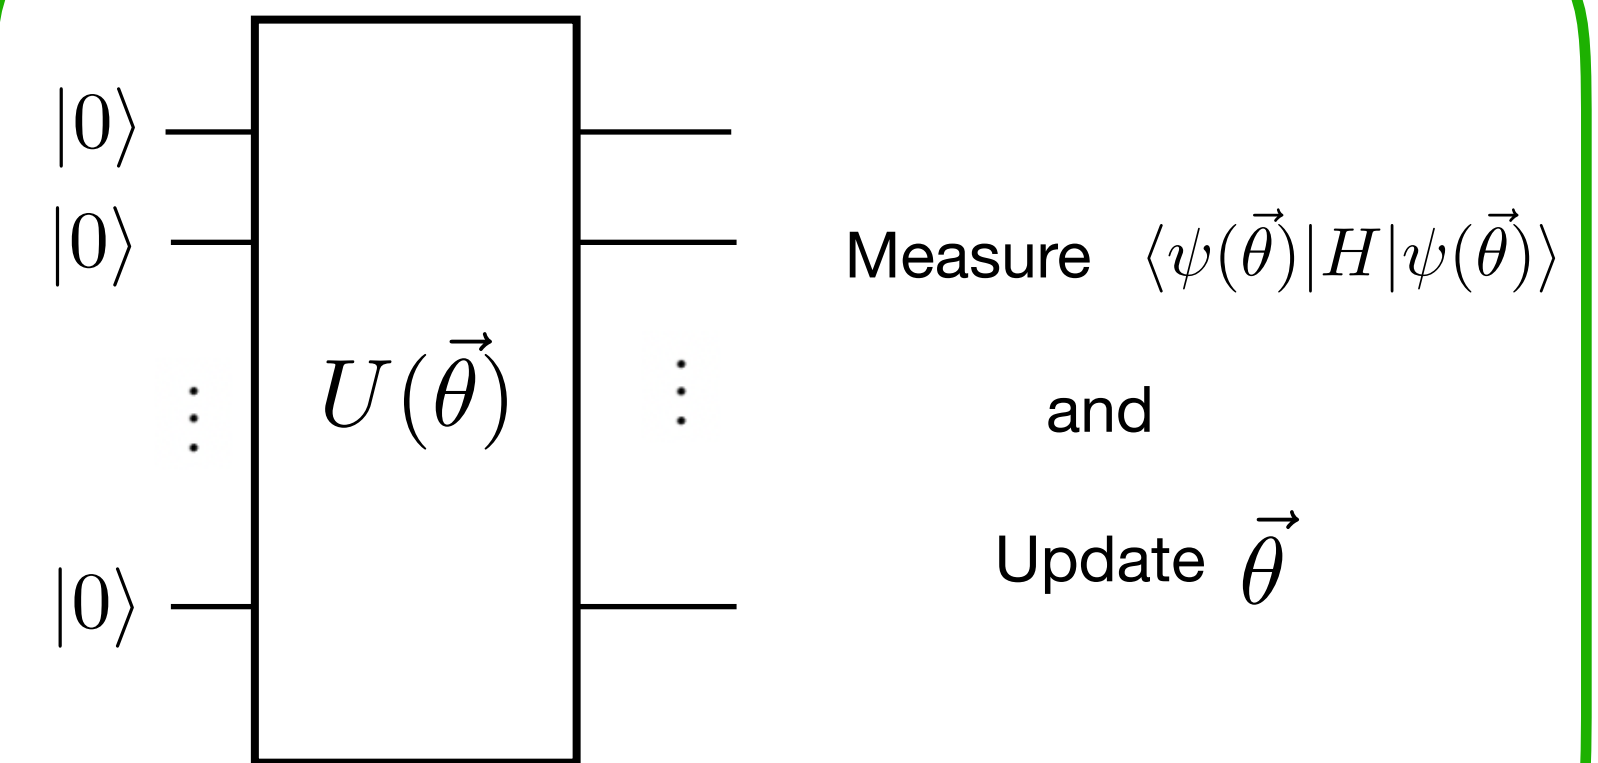 |0⟩
|0⟩
⋮ ⋮
|0⟩
U(θ⃗)
Measure ⟨ψ(θ⃗)|H|ψ(θ⃗)⟩
and
Update θ⃗